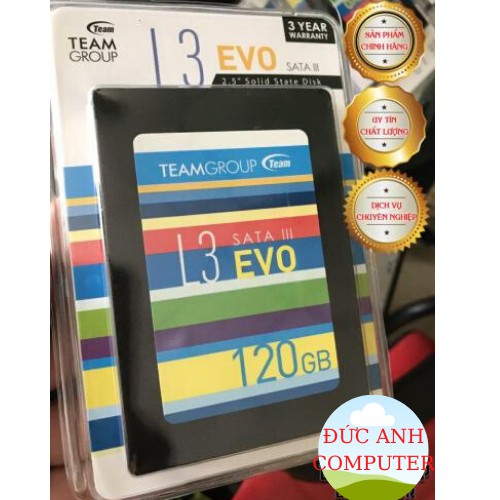 Team
TEAM
GROUP
L3 EVO SATA III
2.5" Solid State Disk
3 YEAR
WARRANTY
SẢN PHẨM
CHÍNH HÃNG
UY TÍN
CHẤT LƯỢNG
DỊCH VỤ
CHUYÊN NGHIỆP
TEAMGROUP Team
L3 SATA III
EVO
120GB
ĐỨC ANH
COMPUTER